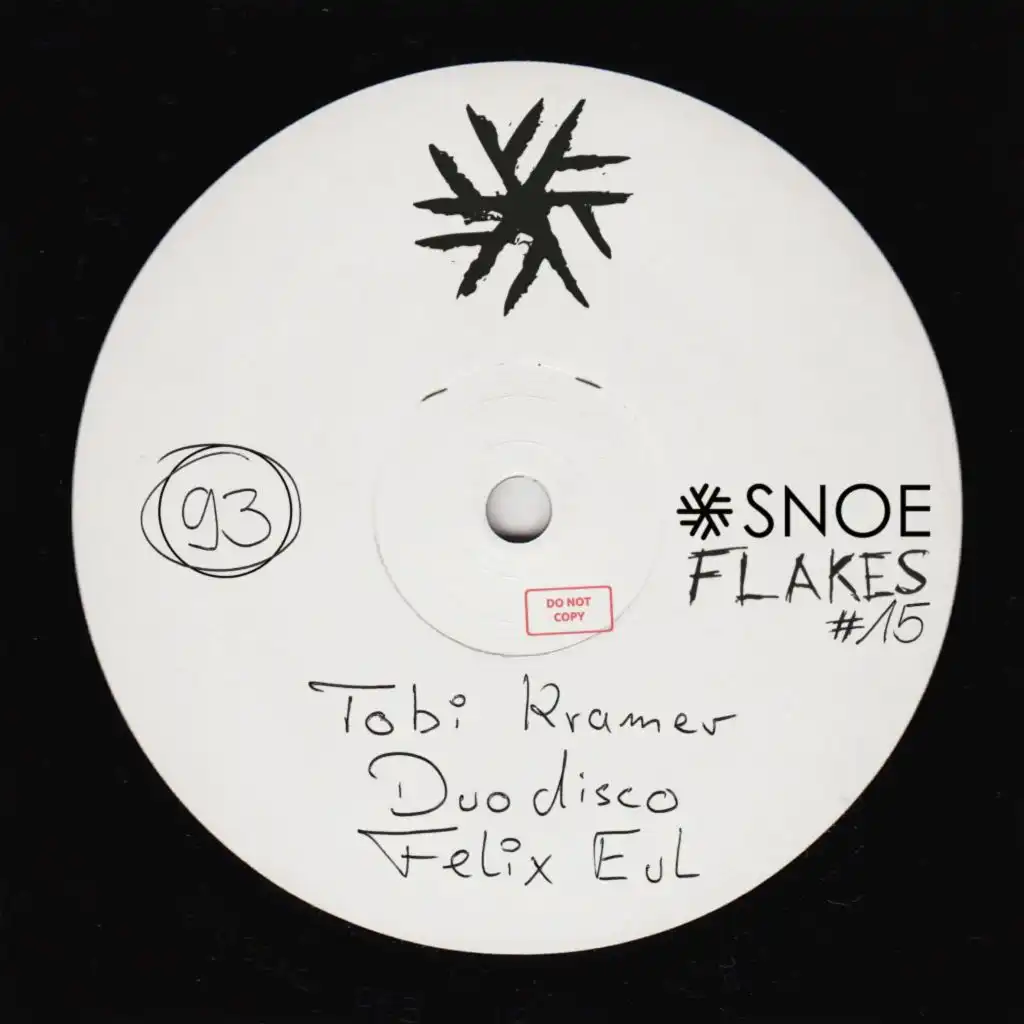 93
SNOE
FLAKES
#15
DO NOT
COPY
Tobi Kramer
Duodisco
Felix Eul